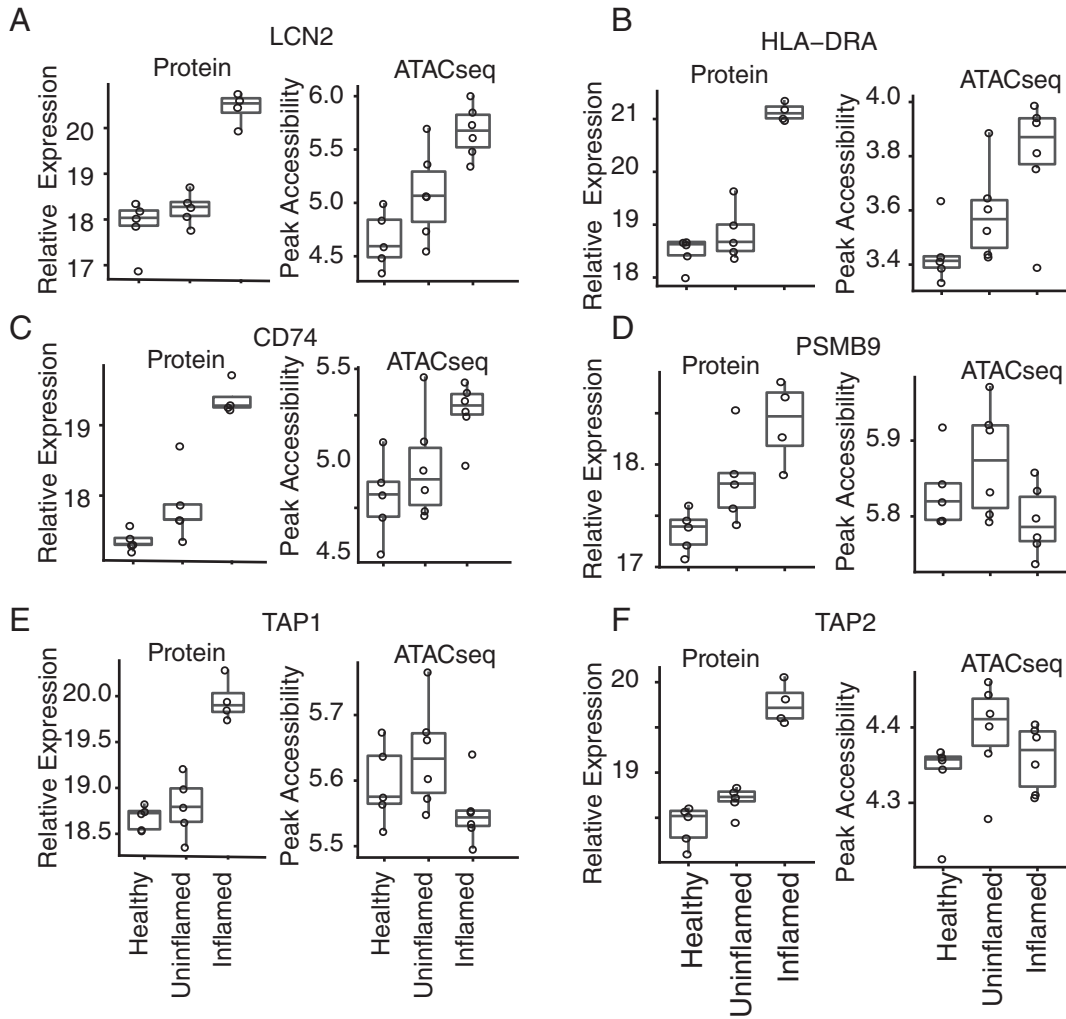 A
LCN2
Protein
Relative Expression
20
19
18
17
ATACseq
Peak Accessibility
6.0
5.5
5.0
4.5
B
HLA−DRA
Protein
Relative Expression
21
20
19
18
ATACseq
Peak Accessibility
4.0
3.8
3.6
3.4
C
CD74
Protein
Relative Expression
19
18
ATACseq
Peak Accessibility
5.5
5.0
4.5
D
PSMB9
Protein
Relative Expression
18.
17
ATACseq
Peak Accessibility
5.9
5.8
E
TAP1
Protein
Relative Expression
20.0
19.5
19.0
18.5
Healthy
Uninflamed
Inflamed
ATACseq
Peak Accessibility
5.7
5.6
5.5
Healthy
Uninflamed
Inflamed
F
TAP2
Protein
Relative Expression
20
19
Healthy
Uninflamed
Inflamed
ATACseq
Peak Accessibility
4.4
4.3
Healthy
Uninflamed
Inflamed